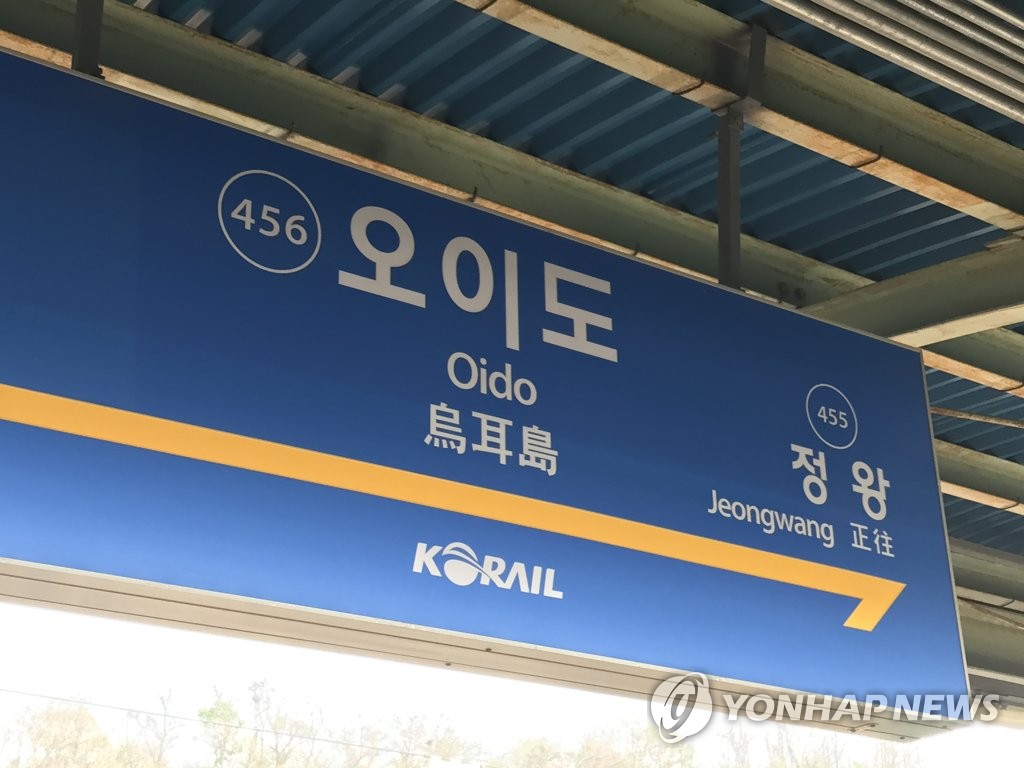 456 오이도
Oido
烏耳島
455
정왕
Jeongwang 正往
KORAIL
YONHAP NEWS